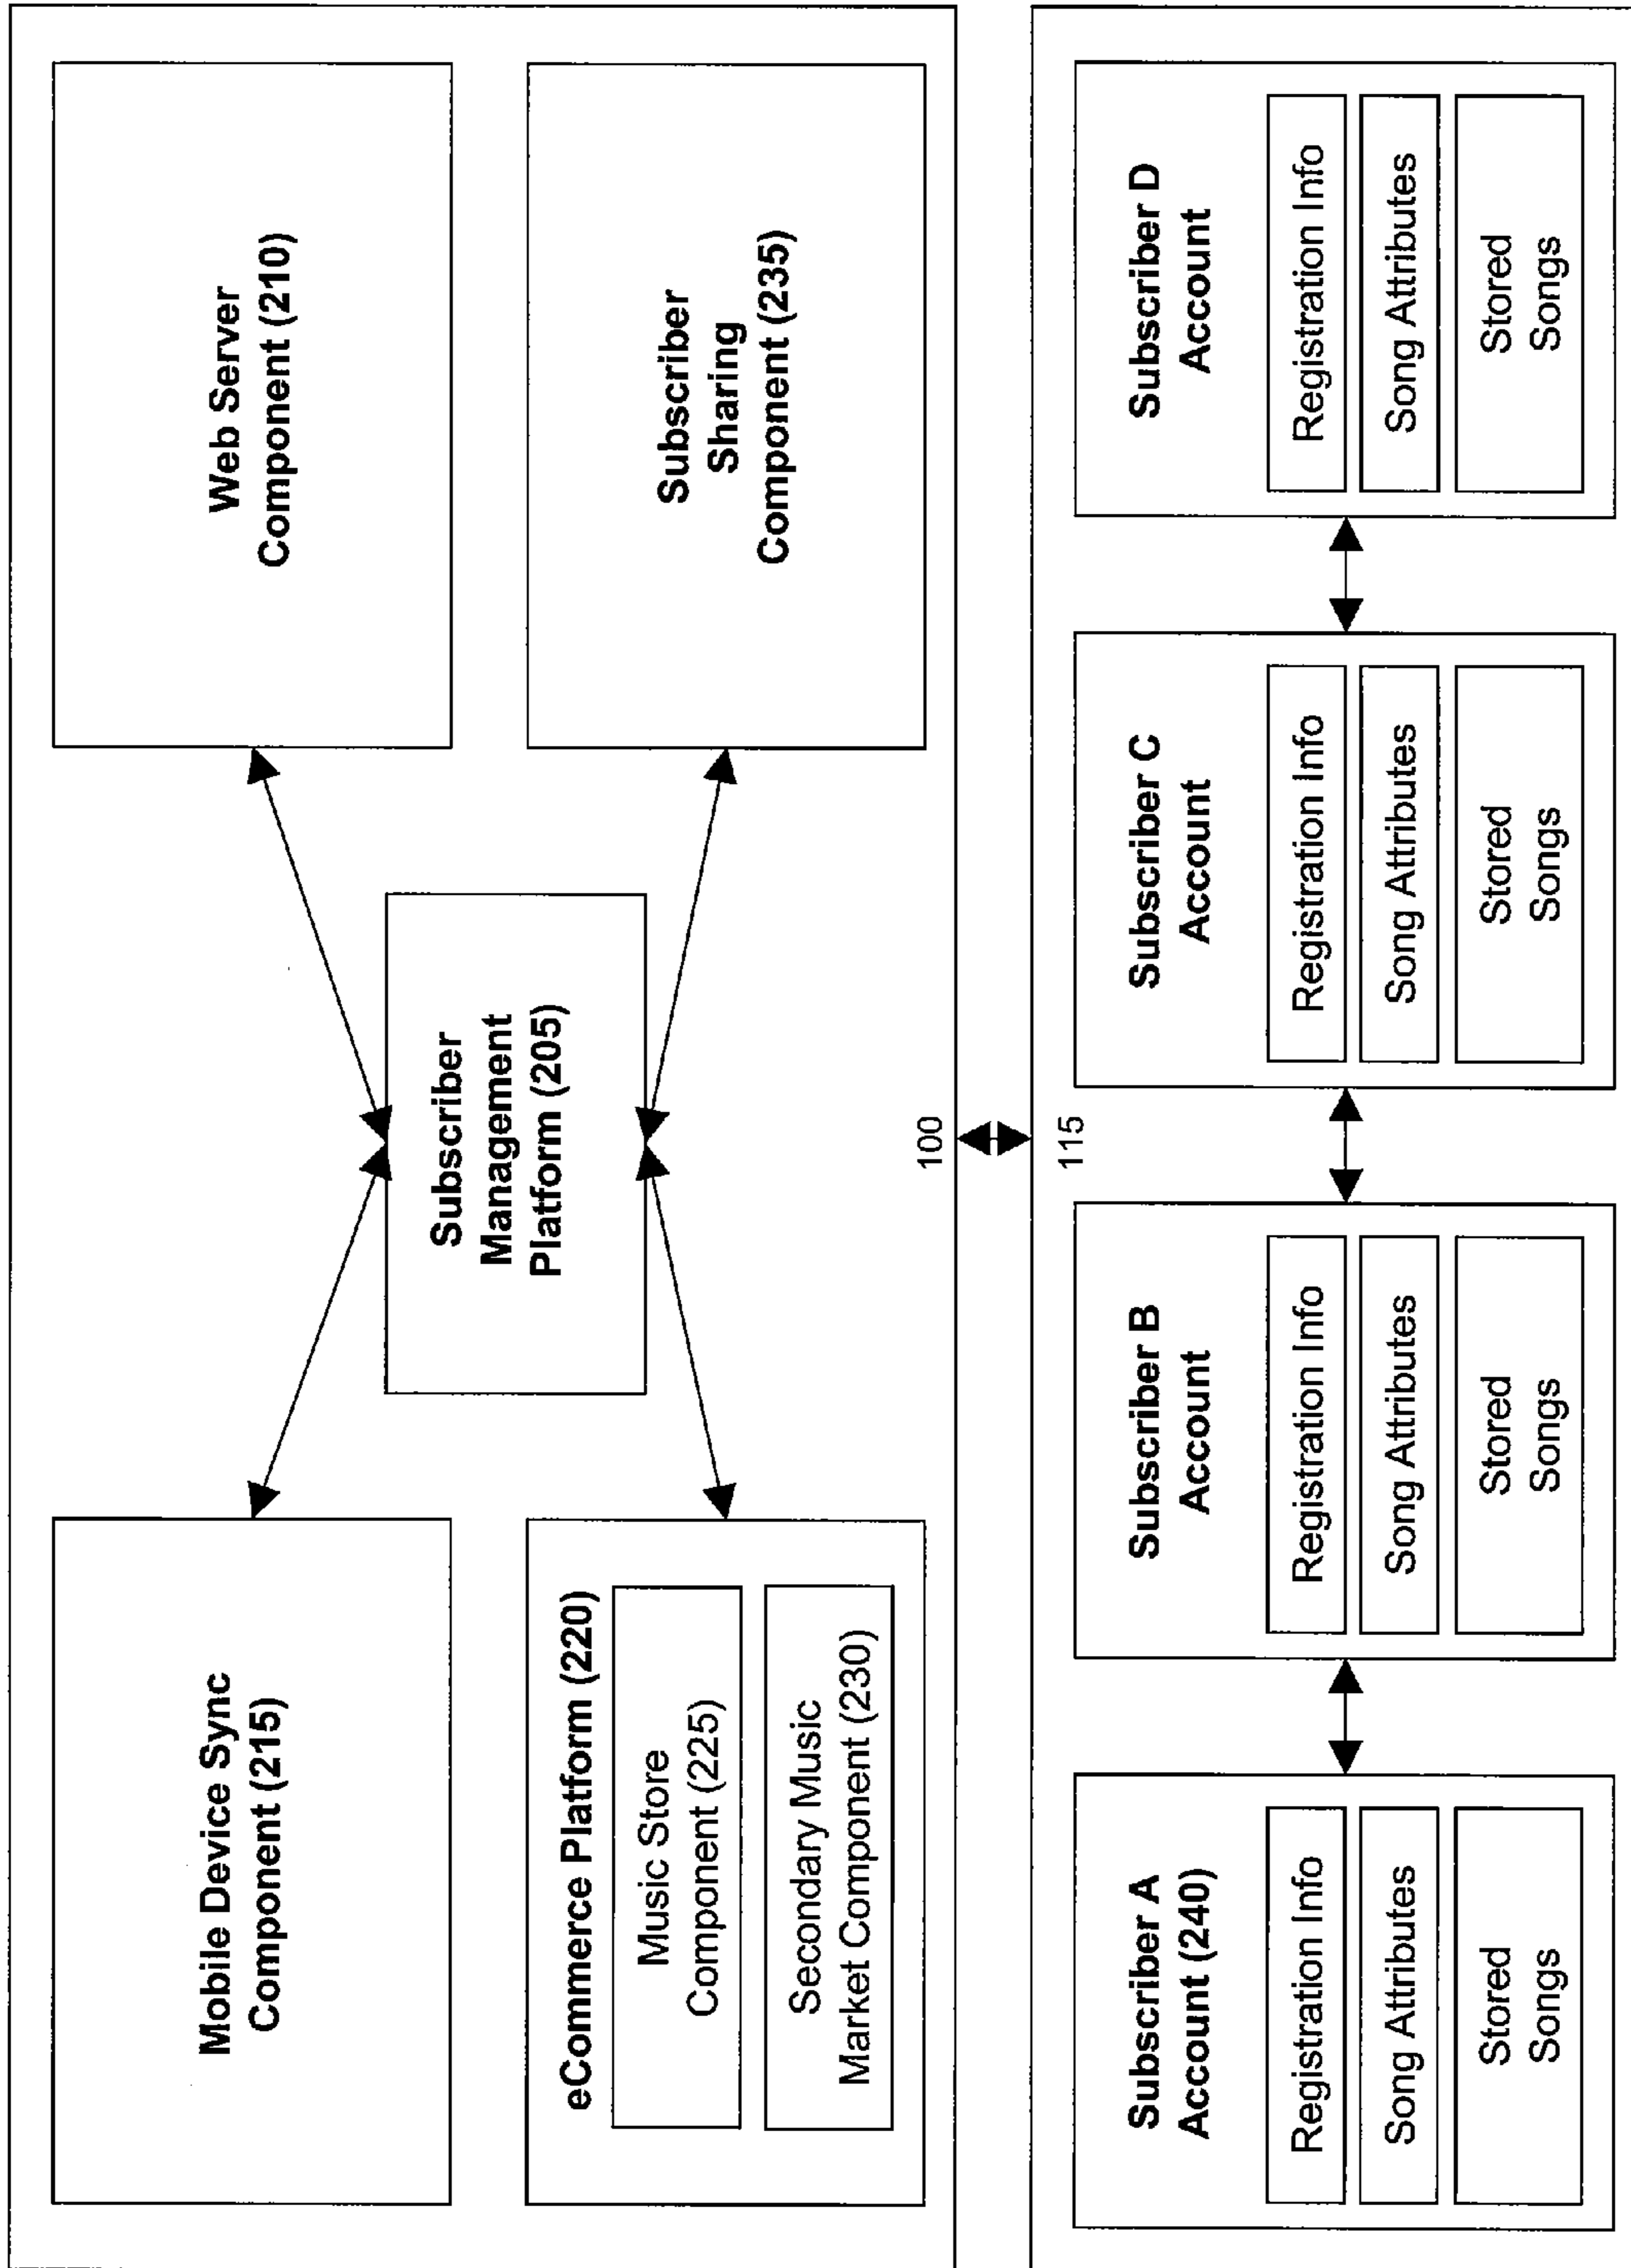 Mobile Device Sync
Component (215)
Web Server
Component (210)
Subscriber
Management
Platform (205)
eCommerce Platform (220)
Music Store
Component (225)
Secondary Music
Market Component (230)
Subscriber
Sharing
Component (235)
100
115
Subscriber A
Account (240)
Registration Info
Song Attributes
Stored
Songs
Subscriber B
Account
Registration Info
Song Attributes
Stored
Songs
Subscriber C
Account
Registration Info
Song Attributes
Stored
Songs
Subscriber D
Account
Registration Info
Song Attributes
Stored
Songs